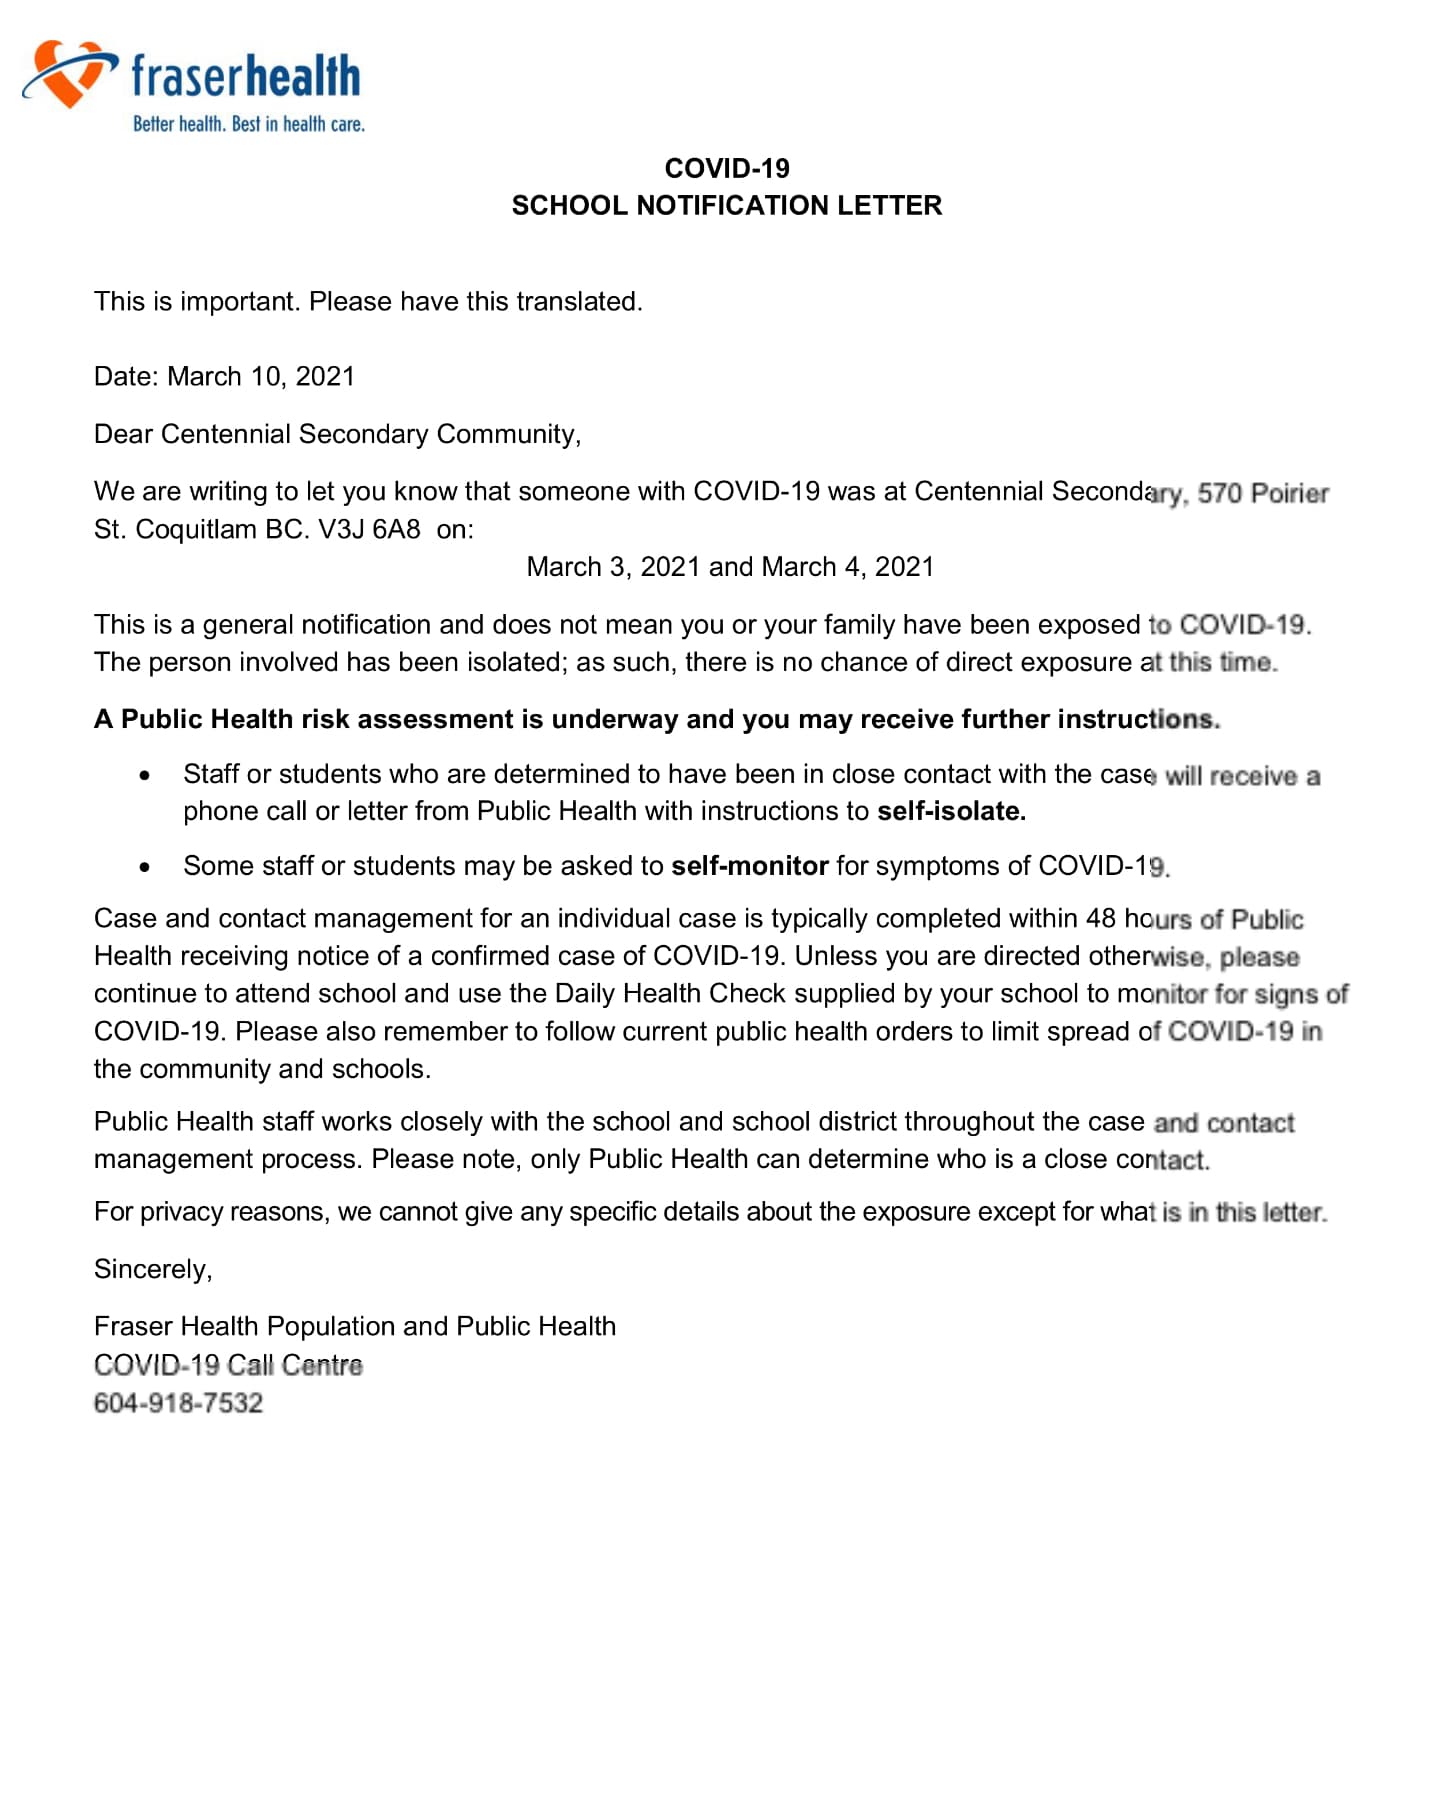 fraserhealth
Better health. Best in health care.
COVID-19
SCHOOL NOTIFICATION LETTER
This is important. Please have this translated.
Date: March 10, 2021
Dear Centennial Secondary Community,
We are writing to let you know that someone with COVID-19 was at Centennial Secondary, 570 Poirier
St. Coquitlam BC. V3J 6A8 on:
March 3, 2021 and March 4, 2021
This is a general notification and does not mean you or your family have been exposed to COVID-19.
The person involved has been isolated; as such, there is no chance of direct exposure at this time.
A Public Health risk assessment is underway and you may receive further instructions.
• Staff or students who are determined to have been in close contact with the case will receive a
phone call or letter from Public Health with instructions to self-isolate.
• Some staff or students may be asked to self-monitor for symptoms of COVID-19.
Case and contact management for an individual case is typically completed within 48 hours of Public
Health receiving notice of a confirmed case of COVID-19. Unless you are directed otherwise, please
continue to attend school and use the Daily Health Check supplied by your school to monitor for signs of
COVID-19. Please also remember to follow current public health orders to limit spread of COVID-19 in
the community and schools.
Public Health staff works closely with the school and school district throughout the case and contact
management process. Please note, only Public Health can determine who is a close contact.
For privacy reasons, we cannot give any specific details about the exposure except for what is in this letter.
Sincerely,
Fraser Health Population and Public Health
COVID-19 Call Centre
604-918-7532